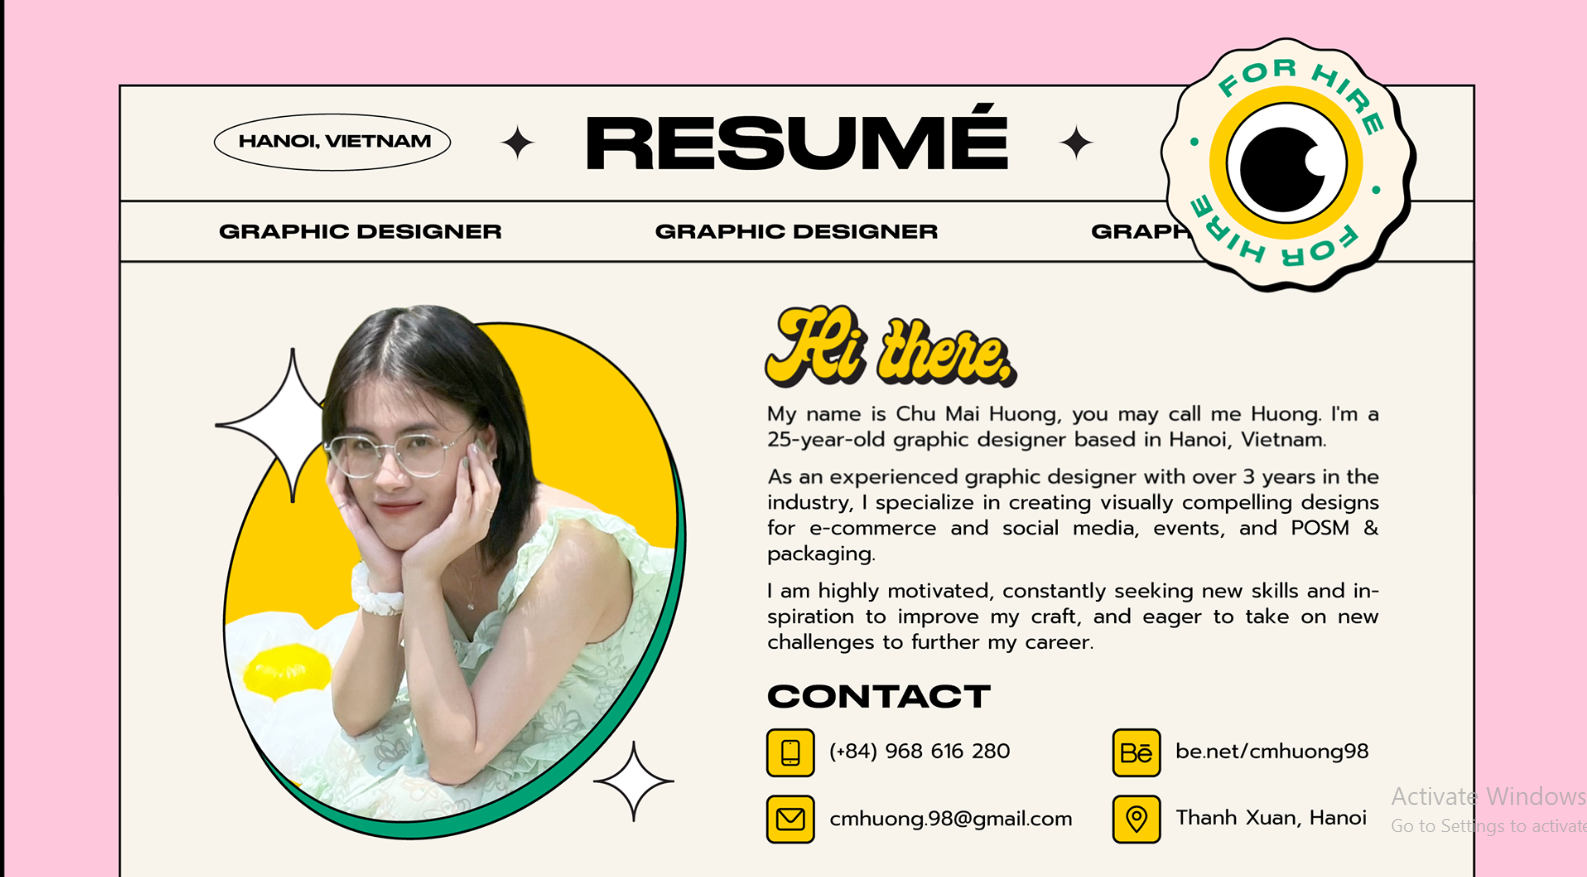 HANOI, VIETNAM
RESUMÉ
FOR HIRE
FOR HIRE
GRAPHIC DESIGNER
GRAPHIC DESIGNER
GRAPH
Hi there,
My name is Chu Mai Huong, you may call me Huong. I'm a
25-year-old graphic designer based in Hanoi, Vietnam.
As an experienced graphic designer with over 3 years in the
industry, I specialize in creating visually compelling designs
for e-commerce and social media, events, and POSM &
packaging.
I am highly motivated, constantly seeking new skills and in-
spiration to improve my craft, and eager to take on new
challenges to further my career.
CONTACT
(+84) 968 616 280
Bē be.net/cmhuong98
cmhuong.98@gmail.com
Thanh Xuan, Hanoi
Activate Windows
Go to Settings to activate